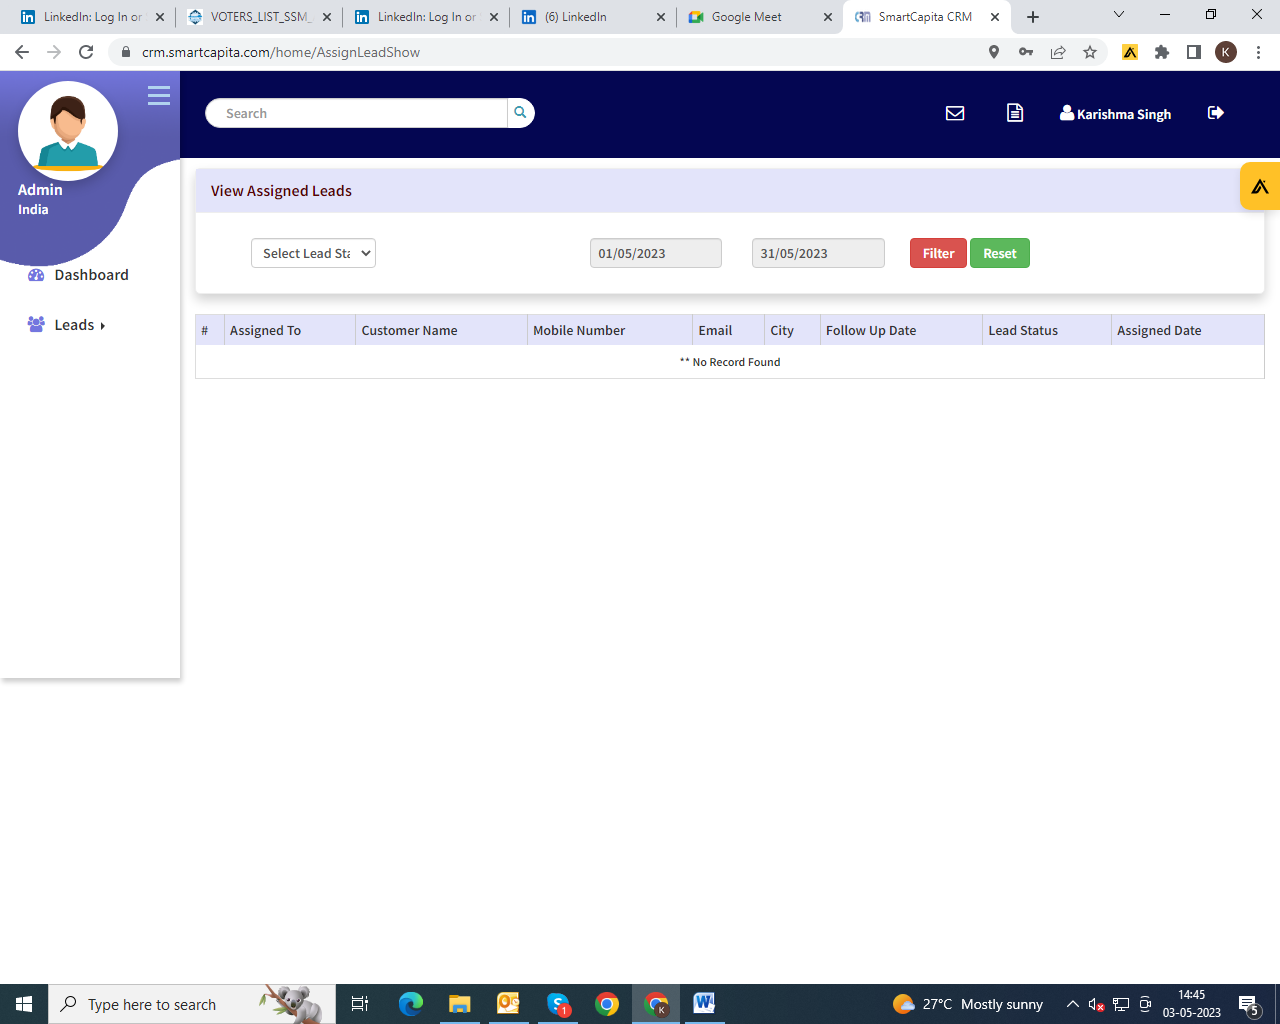 LinkedIn: Log In or
VOTERS_LIST_SSM_
LinkedIn: Log In or
(6) LinkedIn
Google Meet
SmartCapita CRM
crm.smartcapita.com/home/AssignLeadShow
K
Search
Karishma Singh
Admin
India
View Assigned Leads
Select Lead Sta
01/05/2023
31/05/2023
Filter
Reset
Dashboard
Leads
# Assigned To Customer Name Mobile Number Email City Follow Up Date Lead Status Assigned Date
** No Record Found
Type here to search
1
K
27°C Mostly sunny
14:45
03-05-2023
5